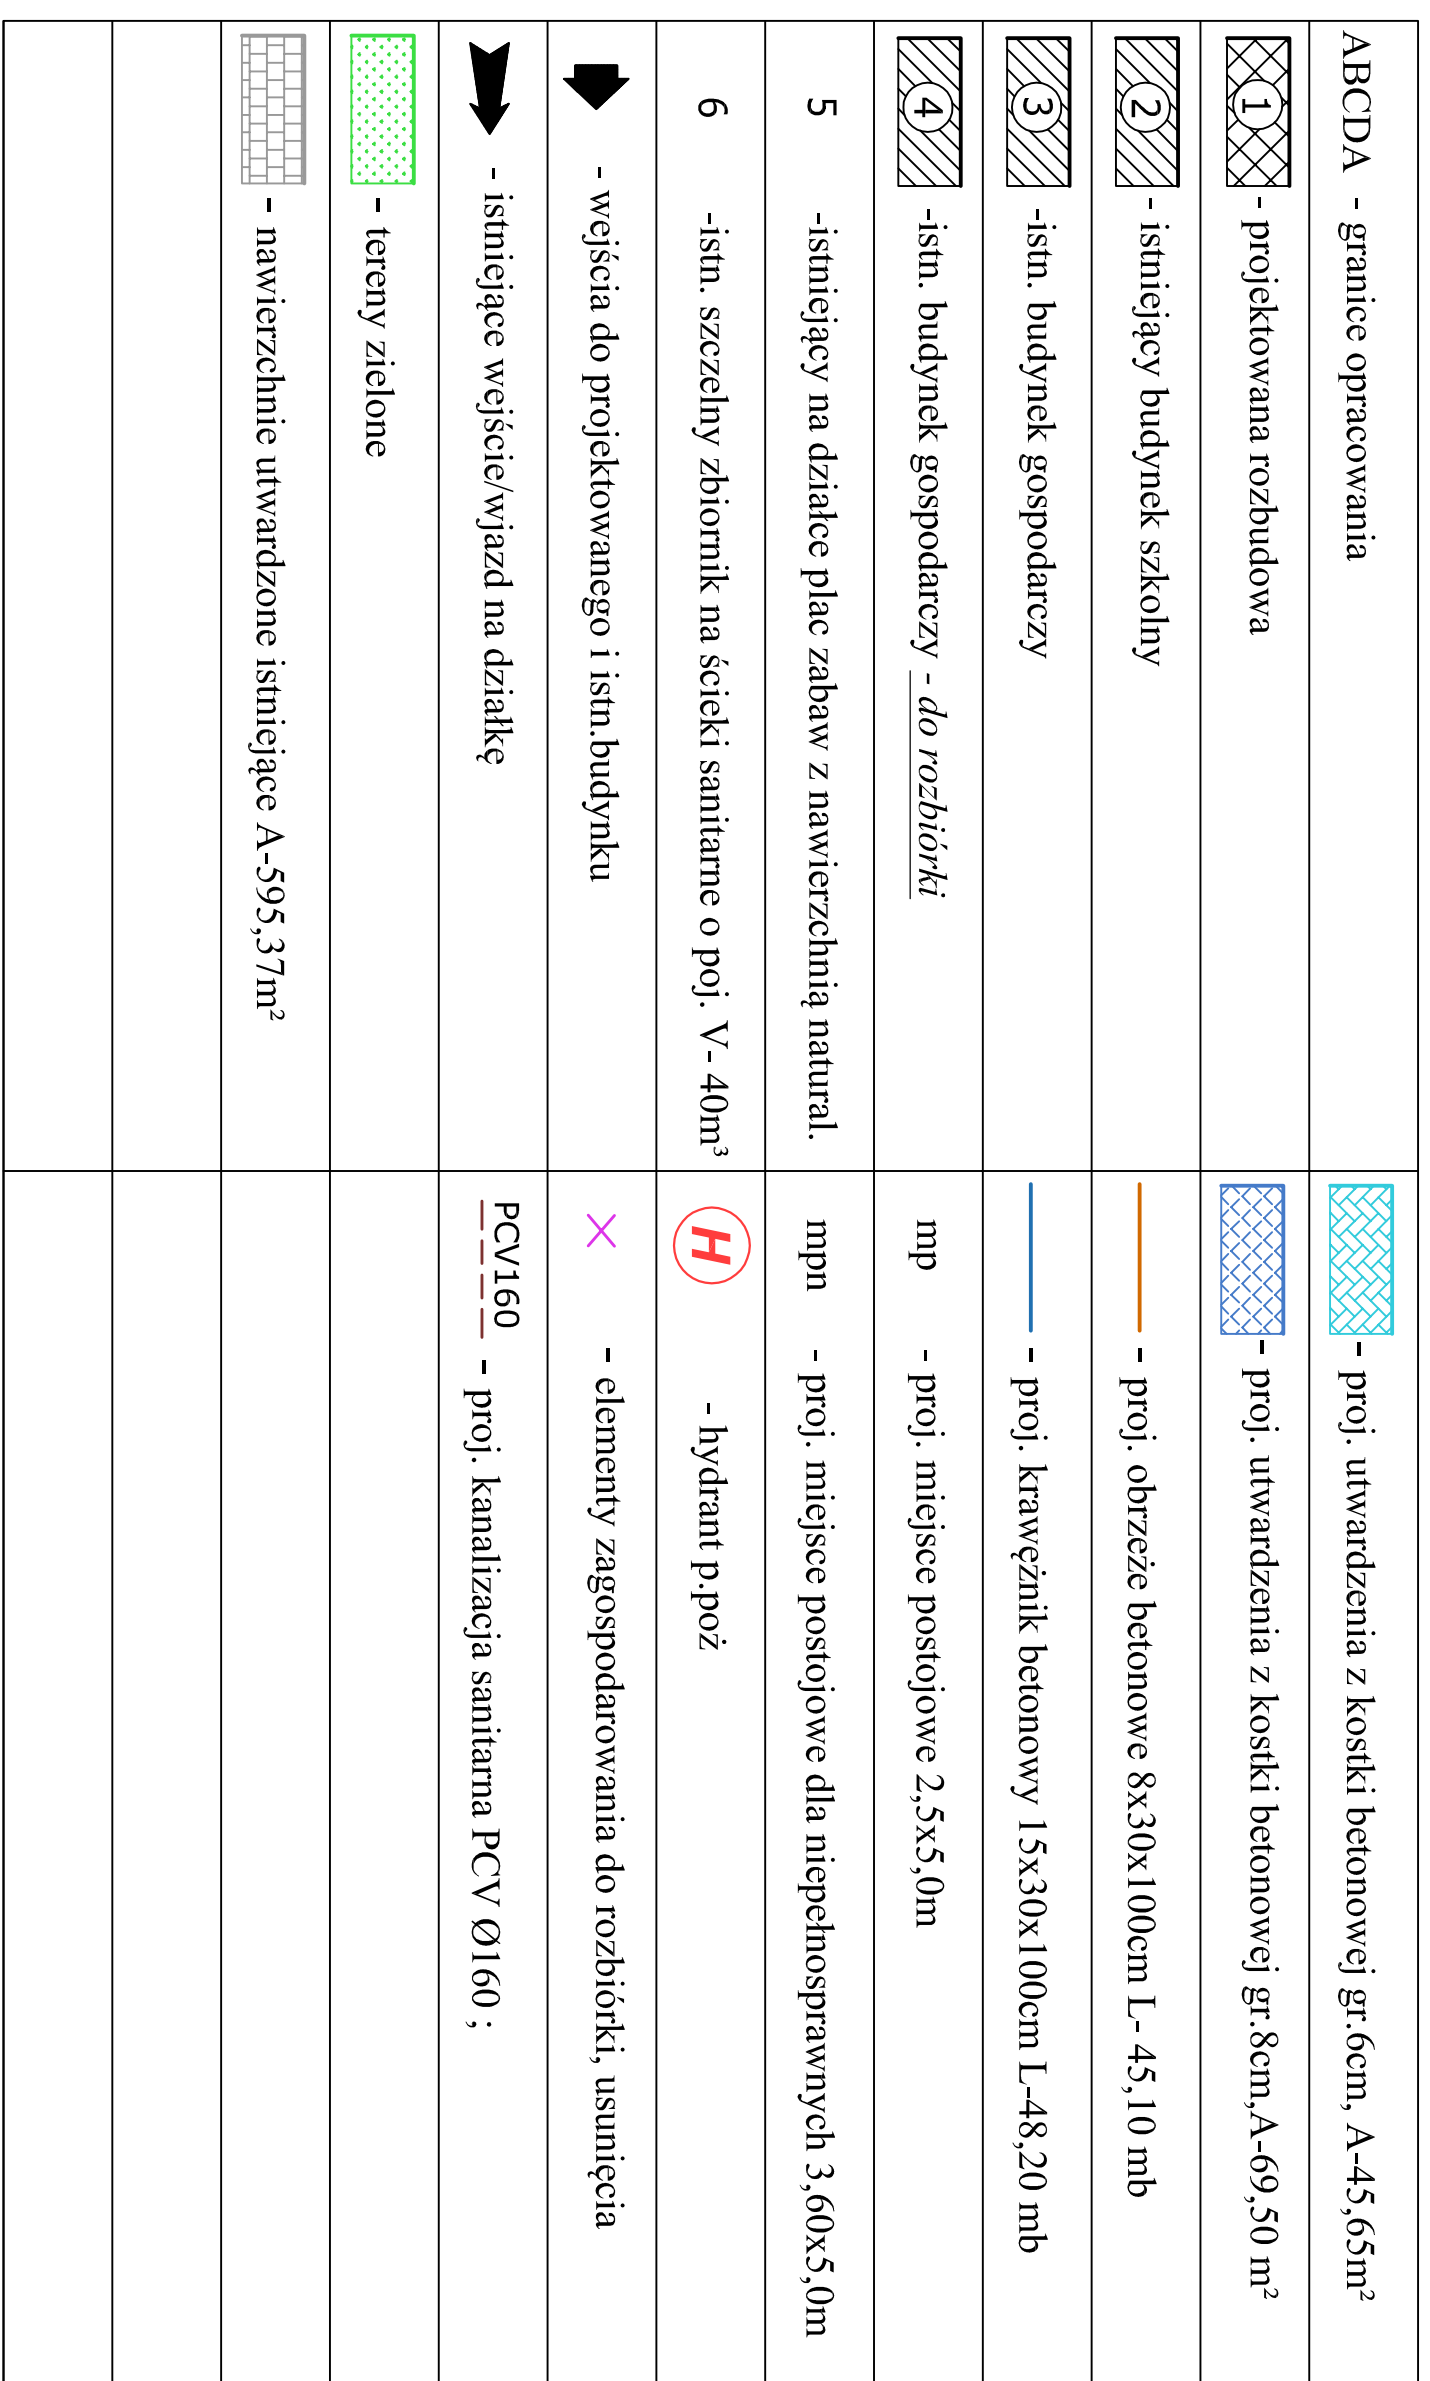 ABCDA - granice opracowania
1 - projektowana rozbudowa
2 - istniejący budynek szkolny
3 -istn. budynek gospodarczy
4 -istn. budynek gospodarczy - do rozbiórki
5 -istniejący na działce plac zabaw z nawierzchnią natural.
6 -istn. szczelny zbiornik na ścieki sanitarne o poj. V- 40m³
- wejścia do projektowanego i istn.budynku
- istniejące wejście/wjazd na działkę
- tereny zielone
- nawierzchnie utwardzone istniejące A-595,37m²
- proj. utwardzenia z kostki betonowej gr.6cm, A-45,65m²
- proj. utwardzenia z kostki betonowej gr.8cm,A-69,50 m²
- proj. obrzeże betonowe 8x30x100cm L- 45,10 mb
- proj. krawężnik betonowy 15x30x100cm L-48,20 mb
mp - proj. miejsce postojowe 2,5x5,0m
mpn - proj. miejsce postojowe dla niepełnosprawnych 3,60x5,0m
H - hydrant p.poż
- elementy zagospodarowania do rozbiórki, usunięcia
PCV160 - proj. kanalizacja sanitarna PCV Ø160 ;